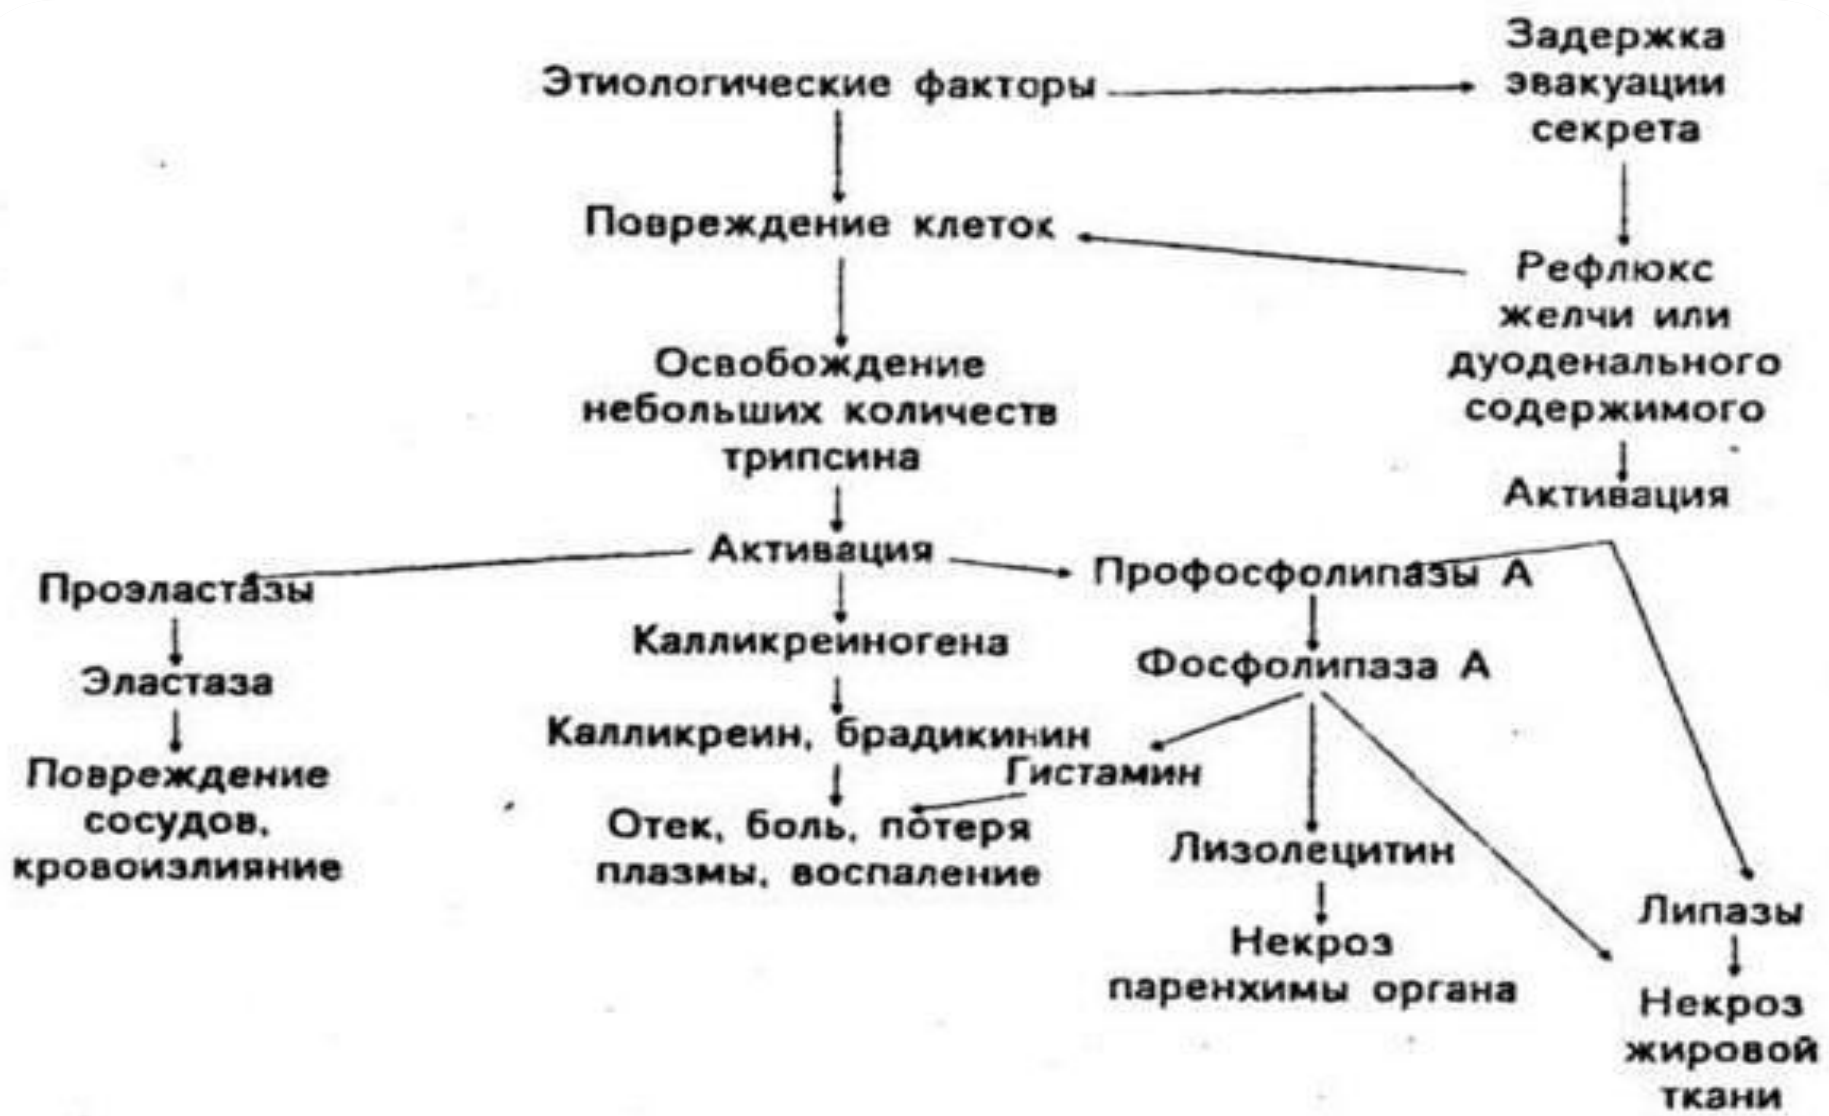 Этиологические факторы
Задержка
эвакуации
секрета
Повреждение клеток
Рефлюкс
желчи или
дуоденального
содержимого
Активация
Освобождение
небольших количеств
трипсина
Активация
Проэластазы
Эластаза
Повреждение
сосудов,
кровоизлияние
Калликреиногена
Калликреин, брадикинин
Гистамин
Отек, боль, потеря
плазмы, воспаление
Профосфолипазы А
Фосфолипаза А
Лизолецитин
Некроз
паренхимы органа
Липазы
Некроз
жировой
ткани